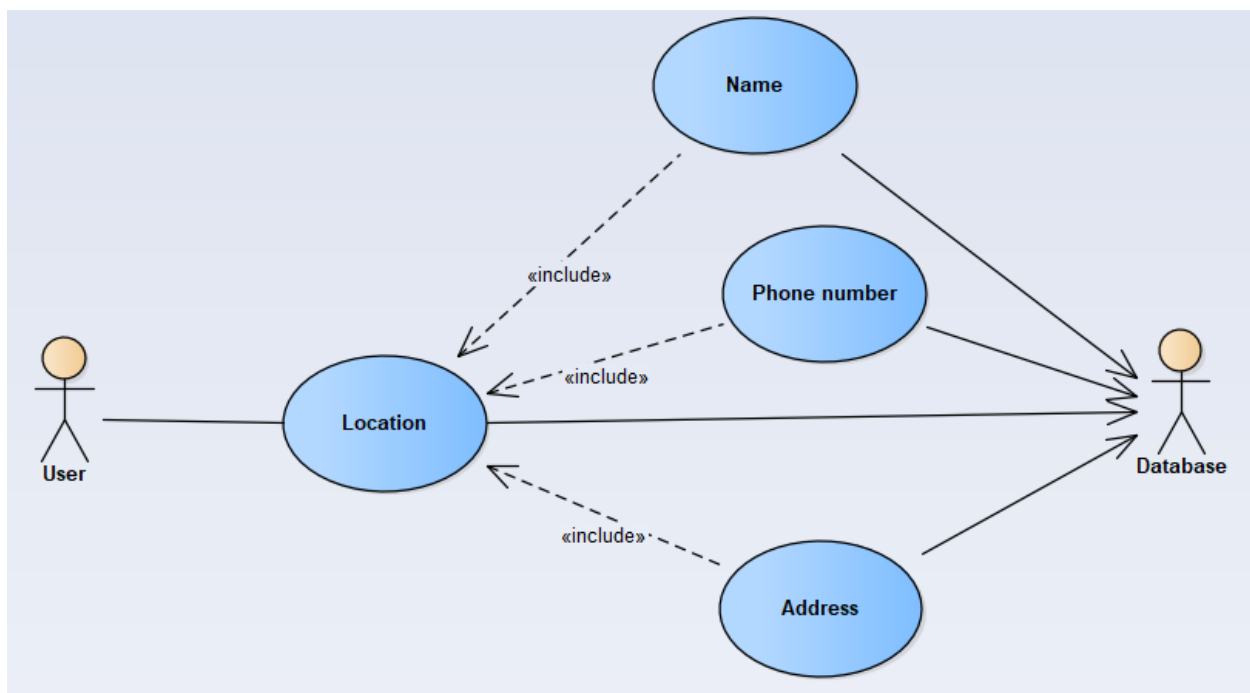 Name
«include»
Phone number
«include»
Location
User
Database
«include»
Address